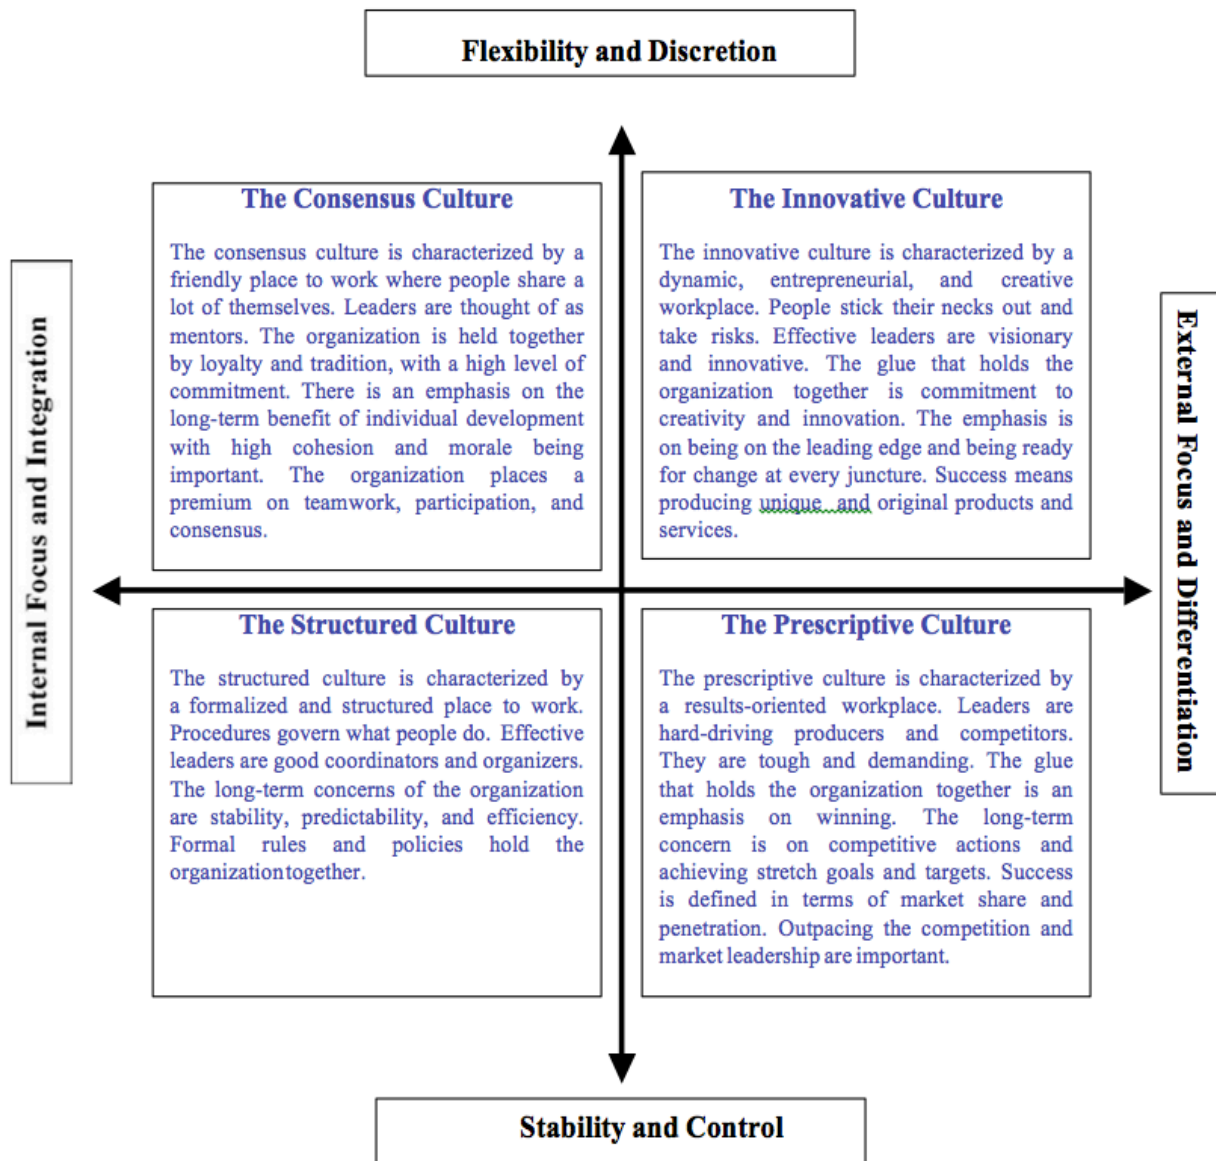 Flexibility and Discretion
The Consensus Culture
The consensus culture is characterized by a
friendly place to work where people share a
lot of themselves. Leaders are thought of as
mentors. The organization is held together
by loyalty and tradition, with a high level of
commitment. There is an emphasis on the
long-term benefit of individual development
with high cohesion and morale being
important. The organization places a
premium on teamwork, participation, and
consensus.
The Innovative Culture
The innovative culture is characterized by a
dynamic, entrepreneurial, and creative
workplace. People stick their necks out and
take risks. Effective leaders are visionary
and innovative. The glue that holds the
organization together is commitment to
creativity and innovation. The emphasis is
on being on the leading edge and being ready
for change at every juncture. Success means
producing unique and original products and
services.
Internal Focus and Integration
External Focus and Differentiation
The Structured Culture
The structured culture is characterized by
a formalized and structured place to work.
Procedures govern what people do. Effective
leaders are good coordinators and organizers.
The long-term concerns of the organization
are stability, predictability, and efficiency.
Formal rules and policies hold the
organization together.
The Prescriptive Culture
The prescriptive culture is characterized by
a results-oriented workplace. Leaders are
hard-driving producers and competitors.
They are tough and demanding. The glue
that holds the organization together is an
emphasis on winning. The long-term
concern is on competitive actions and
achieving stretch goals and targets. Success
is defined in terms of market share and
penetration. Outpacing the competition and
market leadership are important.
Stability and Control